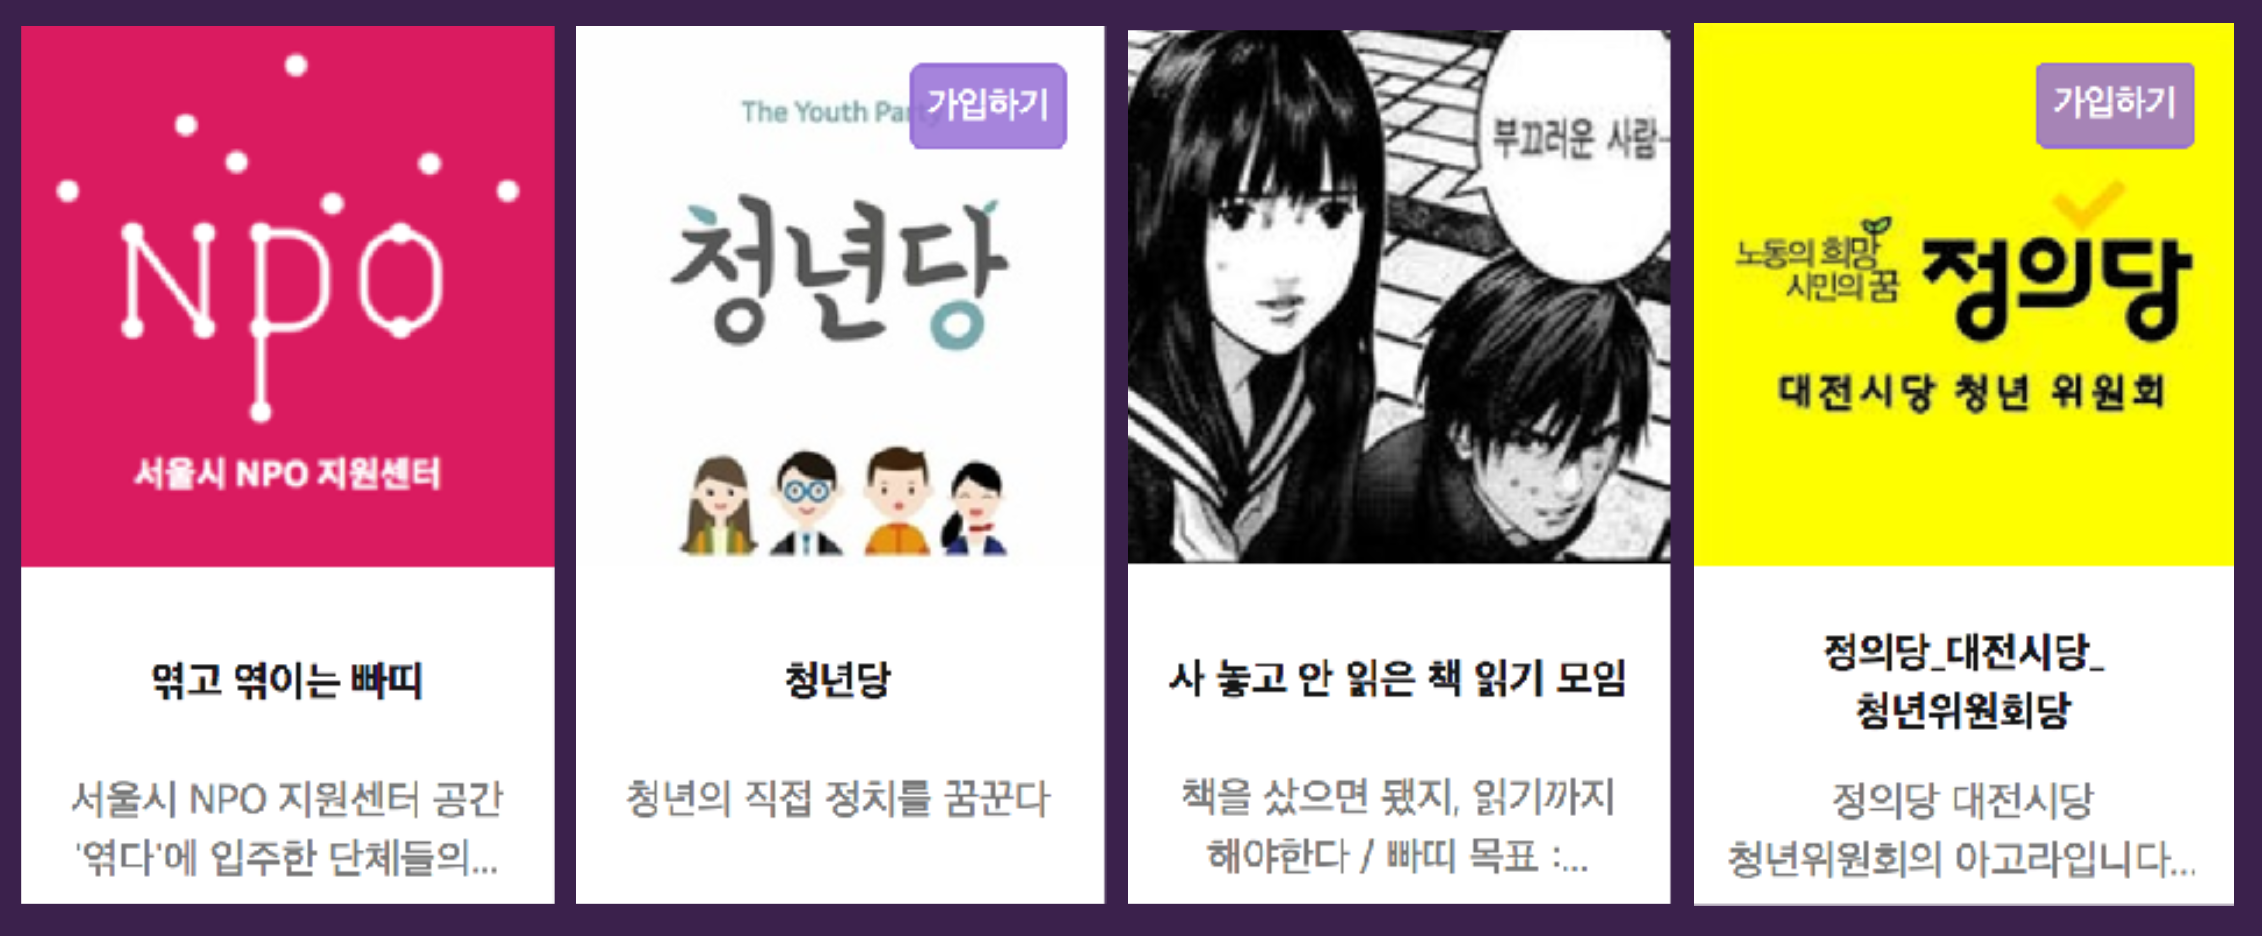 npo
서울시 NPO 지원센터
엮고 엮이는 빠띠
서울시 NPO 지원센터 공간
'엮다'에 입주한 단체들의...
The Youth Par
가입하기
청년당
청년당
청년의 직접 정치를 꿈꾼다
부끄러운 사람
사 놓고 안 읽은 책 읽기 모임
책을 샀으면 됐지, 읽기까지
해야한다 / 빠띠 목표 :...
가입하기
노동의 희망
시민의 꿈
정의당
대전시당 청년 위원회
정의당_대전시당_
청년위원회당
정의당 대전시당
청년위원회의 아고라입니다...